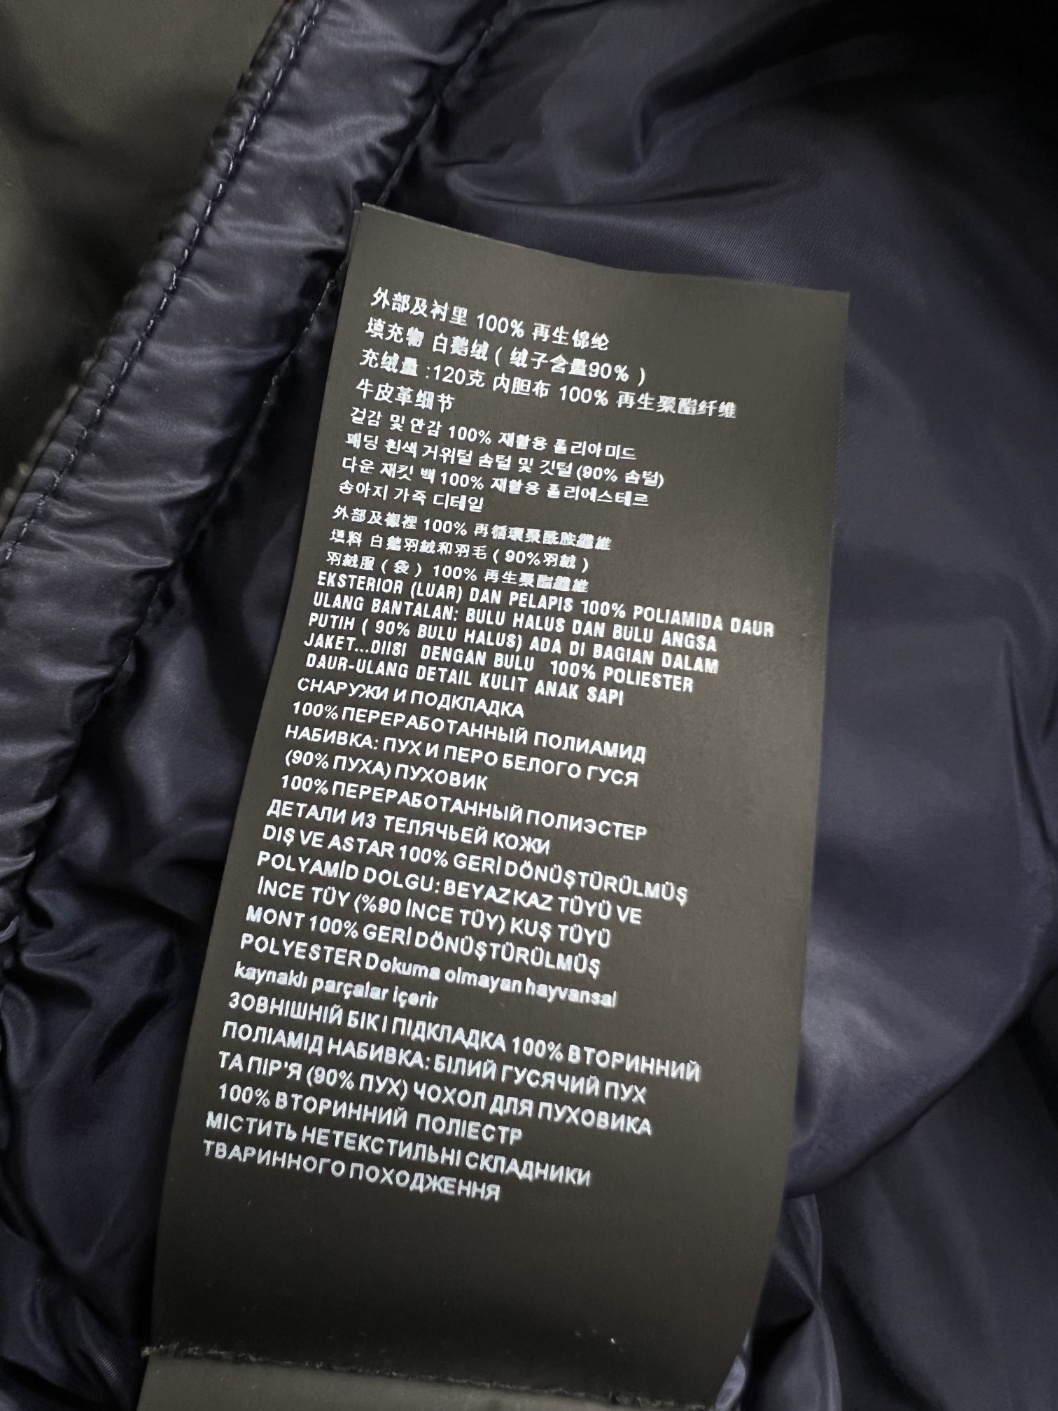 外部及衬里 100% 再生锦纶
填充物 白鹅绒 ( 绒子含量90% )
充绒量 :120克 内胆布 100% 再生聚酯纤维
牛皮革细节
겉감 및 안감 100% 재활용 폴리아미드
패딩 흰색 거위털 솜털 및 깃털 (90% 솜털)
다운 재킷 백 100% 재활용 폴리에스테르
송아지 가죽 디테일
外部及襯裡 100% 再循環聚酰胺纖維
填料 白鵝羽絨和羽毛 ( 90%羽絨 )
羽絨服 ( 袋 ) 100% 再生聚酯纖維
EKSTERIOR (LUAR) DAN PELAPIS 100% POLIAMIDA DAUR
ULANG BANTALAN: BULU HALUS DAN BULU ANGSA
PUTIH ( 90% BULU HALUS) ADA DI BAGIAN DALAM
JAKET...DIISI DENGAN BULU 100% POLIESTER
DAUR-ULANG DETAIL KULIT ANAK SAPI
СНАРУЖИ И ПОДКЛАДКА
100% ПЕРЕРАБОТАННЫЙ ПОЛИАМИД
НАБИВКА: ПУХ И ПЕРО БЕЛОГО ГУСЯ
(90% ПУХА) ПУХОВИК
100% ПЕРЕРАБОТАННЫЙ ПОЛИЭСТЕР
ДЕТАЛИ ИЗ ТЕЛЯЧЬЕЙ КОЖИ
DIŞ VE ASTAR 100% GERİ DÖNÜŞTÜRÜLMÜŞ
POLYAMİD DOLGU: BEYAZ KAZ TÜYÜ VE
İNCE TÜY (%90 İNCE TÜY) KUŞ TÜYÜ
MONT 100% GERİ DÖNÜŞTÜRÜLMÜŞ
POLYESTER Dokuma olmayan hayvansal
kaynaklı parçalar içerir
ЗОВНІШНІЙ БІК І ПІДКЛАДКА 100% ВТОРИННИЙ
ПОЛІАМІД НАБИВКА: БІЛИЙ ГУСЯЧИЙ ПУХ
ТА ПІР'Я (90% ПУХ) ЧОХОЛ ДЛЯ ПУХОВИКА
100% ВТОРИННИЙ ПОЛІЕСТР
МІСТИТЬ НЕТЕКСТИЛЬНІ СКЛАДНИКИ
ТВАРИННОГО ПОХОДЖЕННЯ